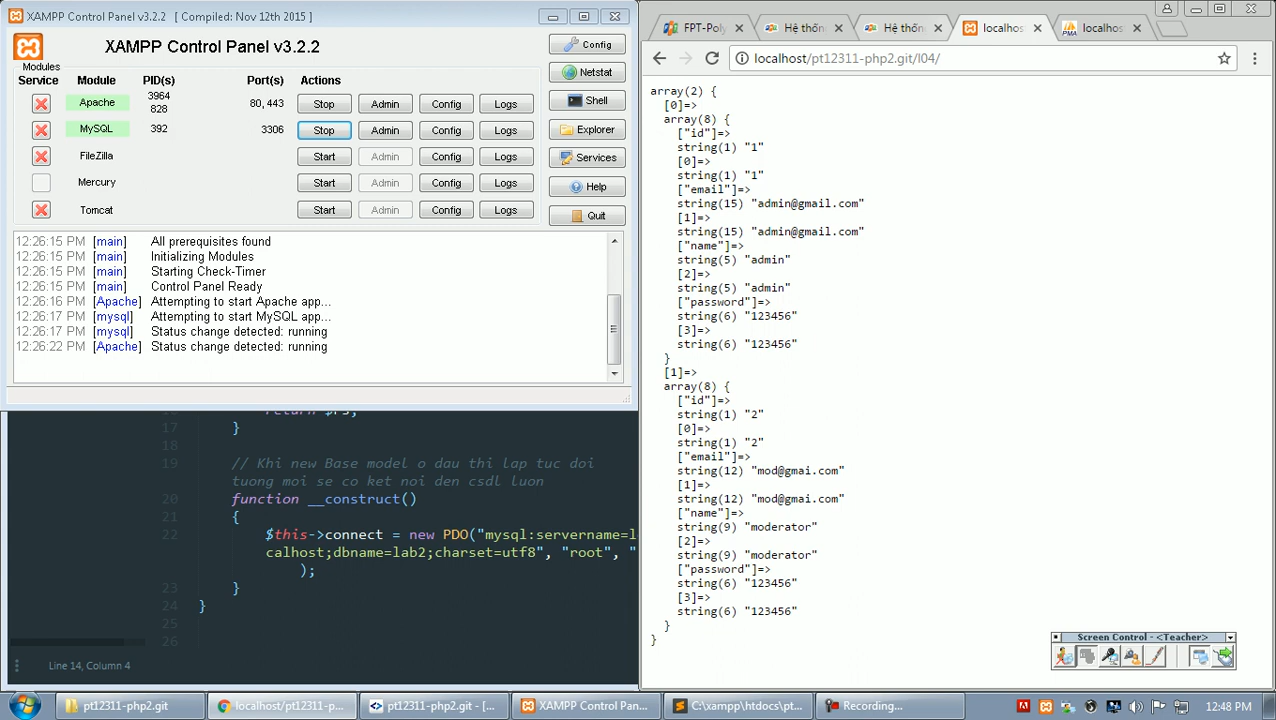 XAMPP Control Panel v3.2.2 [ Compiled: Nov 12th 2015 ]
XAMPP Control Panel v3.2.2
Config
Modules
Service Module PID(s) Port(s) Actions
Netstat
Apache 3964 828 80, 443 Stop Admin Config Logs
Shell
MySQL 392 3306 Stop Admin Config Logs
Explorer
FileZilla Start Admin Config Logs
Services
Mercury Start Admin Config Logs
Help
Tomcat Start Admin Config Logs
Quit
12:26:15 PM [main] All prerequisites found
12:26:15 PM [main] Initializing Modules
12:26:15 PM [main] Starting Check-Timer
12:26:15 PM [main] Control Panel Ready
12:26:16 PM [Apache] Attempting to start Apache app...
12:26:17 PM [mysql] Attempting to start MySQL app...
12:26:17 PM [mysql] Status change detected: running
12:26:22 PM [Apache] Status change detected: running
17 }
18
19 // Khi new Base model o dau thi lap tuc doi
tuong moi se co ket noi den csdl luon
20 function __construct()
21 {
22 $this->connect = new PDO("mysql:servername=l
calhost;dbname=lab2;charset=utf8", "root", "
);
23 }
24 }
25
26
Line 14, Column 4
FPT-Poly Hệ thốn Hệ thốn localhos localhos
localhost/pt12311-php2.git/l04/
array(2) {
[0]=>
array(8) {
["id"]=>
string(1) "1"
[0]=>
string(1) "1"
["email"]=>
string(15) "admin@gmail.com"
[1]=>
string(15) "admin@gmail.com"
["name"]=>
string(5) "admin"
[2]=>
string(5) "admin"
["password"]=>
string(6) "123456"
[3]=>
string(6) "123456"
}
[1]=>
array(8) {
["id"]=>
string(1) "2"
[0]=>
string(1) "2"
["email"]=>
string(12) "mod@gmai.com"
[1]=>
string(12) "mod@gmai.com"
["name"]=>
string(9) "moderator"
[2]=>
string(9) "moderator"
["password"]=>
string(6) "123456"
[3]=>
string(6) "123456"
}
}
Screen Control - <Teacher>
pt12311-php2.git localhost/pt12311-p... pt12311-php2.git - [... XAMPP Control Pan... C:\xampp\htdocs\pt... Recording... 12:48 PM